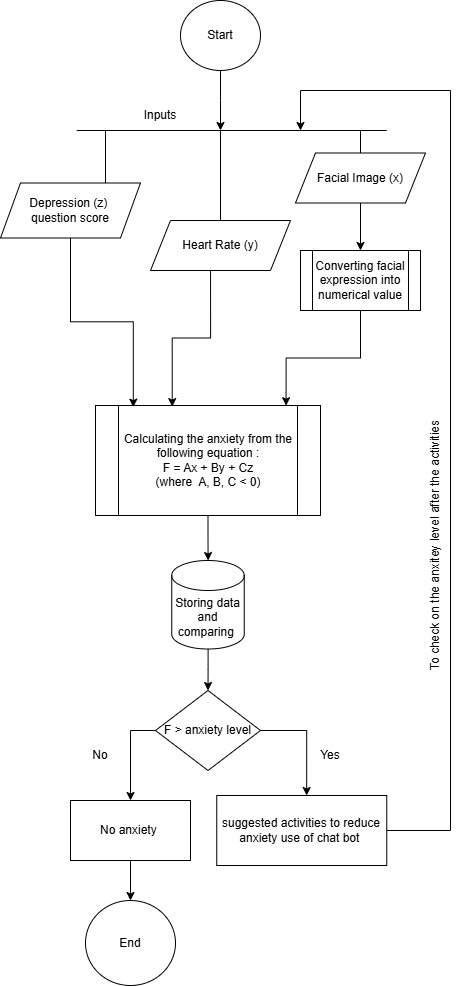 Start
Inputs
Depression (z)
question score
Heart Rate (y)
Facial Image (x)
Converting facial
expression into
numerical value
Calculating the anxiety from the
following equation :
F = Ax + By + Cz
(where  A, B, C < 0)
Storing data
and
comparing
F > anxiety level
No
Yes
No anxiety
suggested activities to reduce
anxiety use of chat bot
To check on the anxitey level after the activities
End